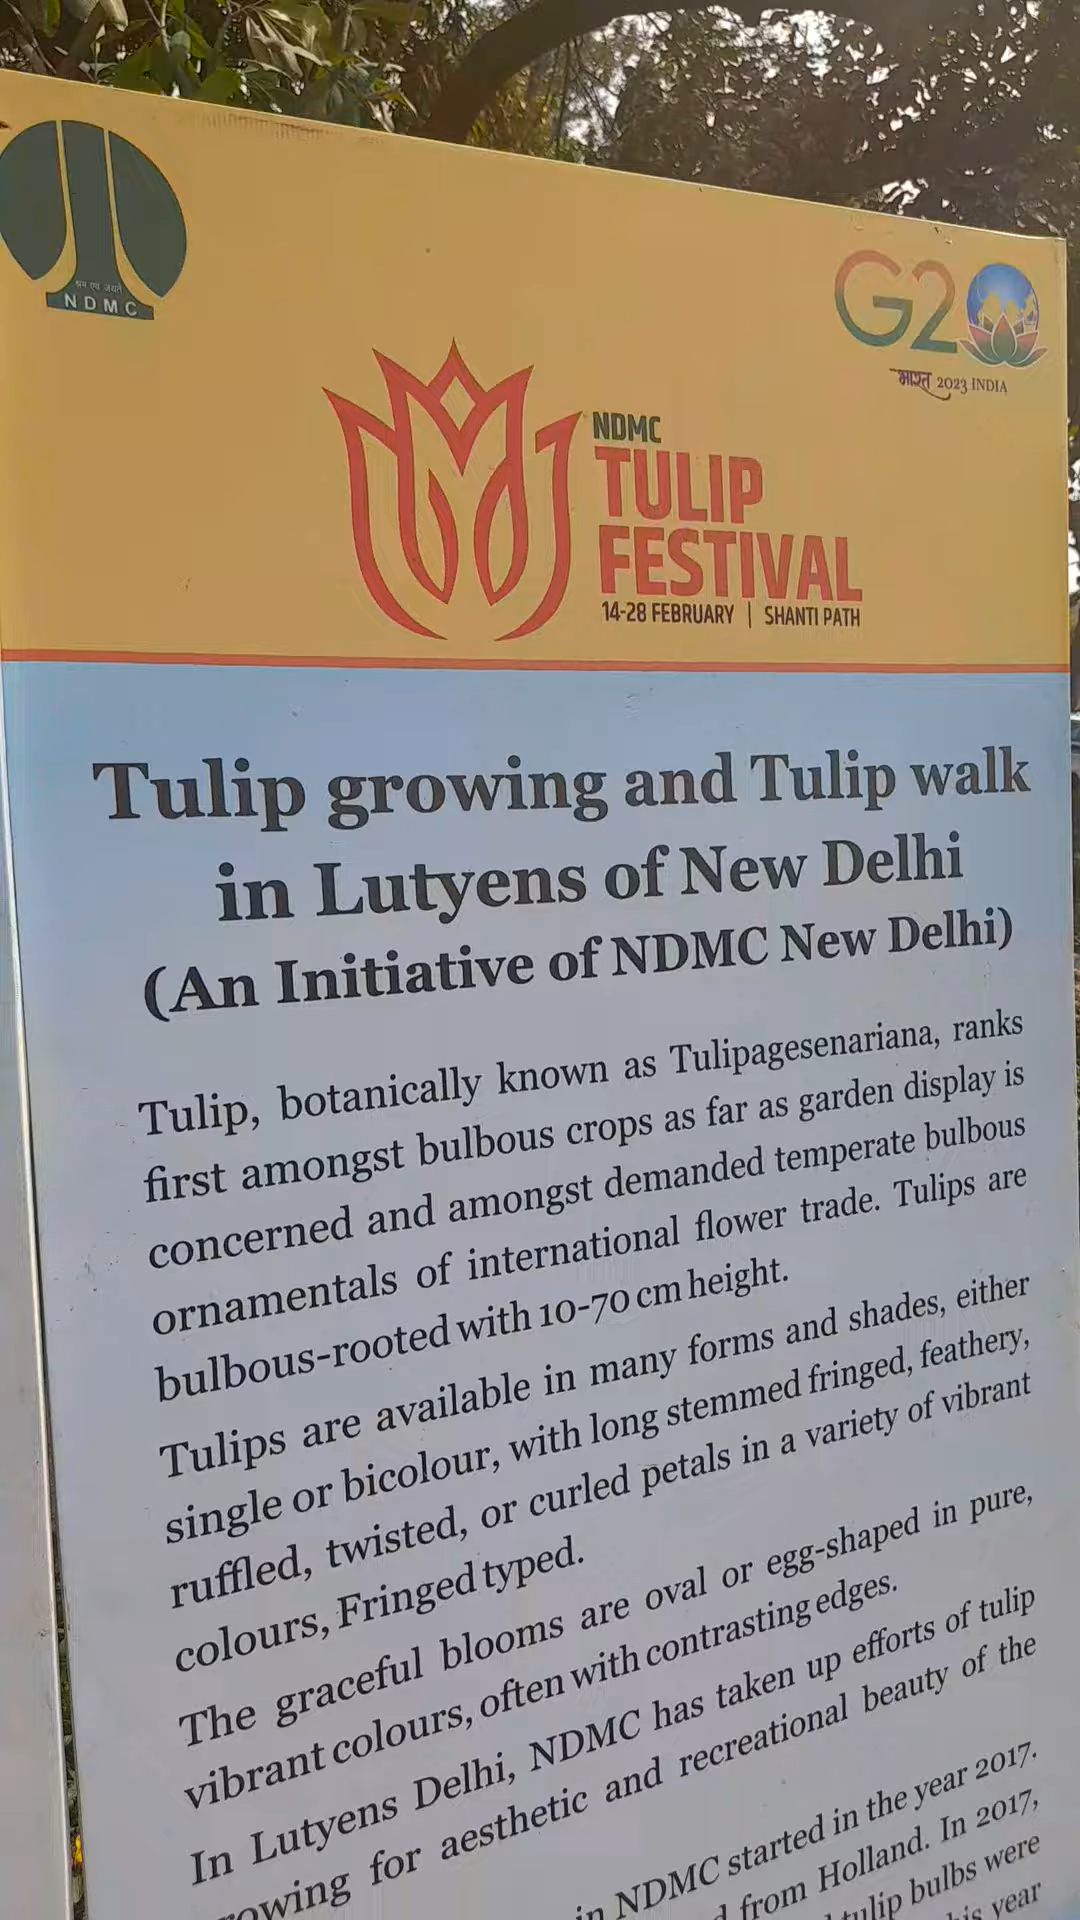 श्रम एव जयते
NDMC
G20
भारत 2023 INDIA
NDMC
TULIP
FESTIVAL
14-28 FEBRUARY | SHANTI PATH
Tulip growing and Tulip walk
in Lutyens of New Delhi
(An Initiative of NDMC New Delhi)
Tulip, botanically known as Tulipagesenariana, ranks
first amongst bulbous crops as far as garden display is
concerned and amongst demanded temperate bulbous
ornamentals of international flower trade. Tulips are
bulbous-rooted with 10-70 cm height.
Tulips are available in many forms and shades, either
single or bicolour, with long stemmed fringed, feathery,
ruffled, twisted, or curled petals in a variety of vibrant
colours, Fringed typed.
The graceful blooms are oval or egg-shaped in pure,
vibrant colours, often with contrasting edges.
In Lutyens Delhi, NDMC has taken up efforts of tulip
for aesthetic and recreational beauty of the
in NDMC started in the year 2017.
from Holland. In 2017,
tulip bulbs were
year